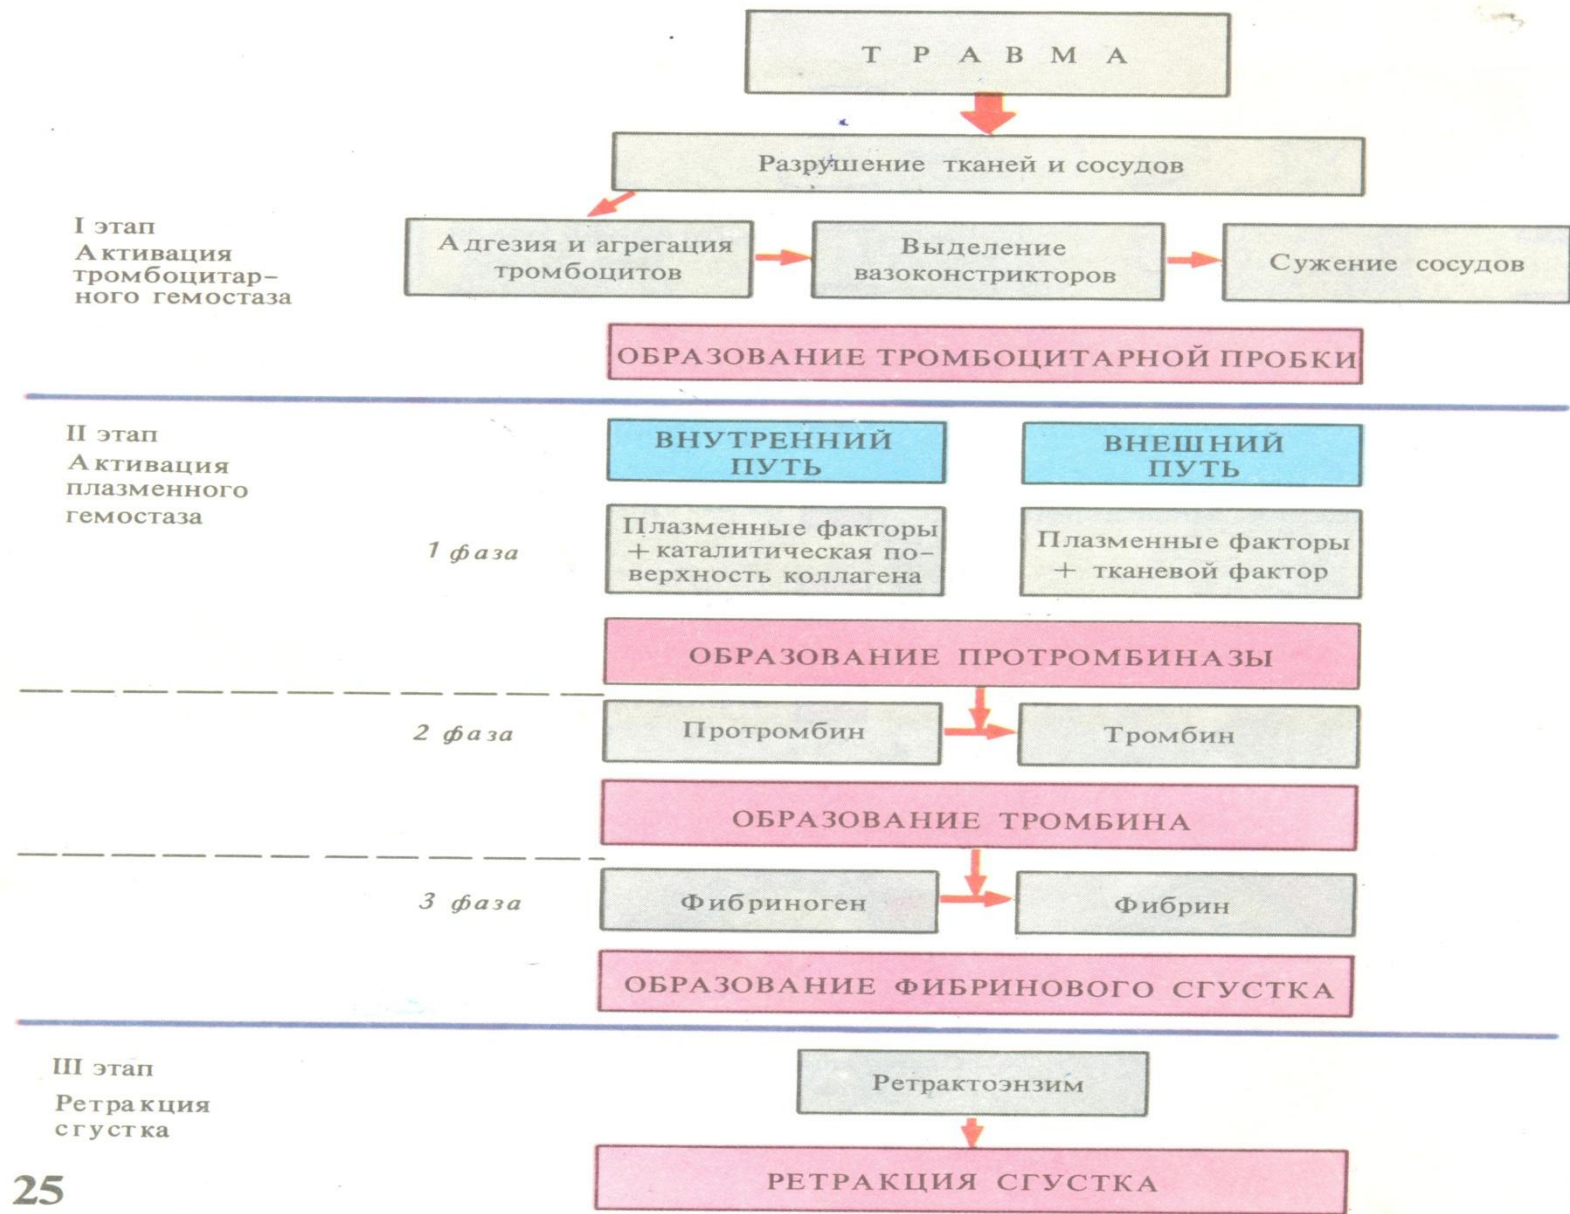 Т Р А В М А
Разрушение тканей и сосудов
I этап
Активация
тромбоцитар-
ного гемостаза
Адгезия и агрегация
тромбоцитов
Выделение
вазоконстрикторов
Сужение сосудов
ОБРАЗОВАНИЕ ТРОМБОЦИТАРНОЙ ПРОБКИ
II этап
Активация
плазменного
гемостаза
ВНУТРЕННИЙ
ПУТЬ
ВНЕШНИЙ
ПУТЬ
1 фаза
Плазменные факторы
+ каталитическая по-
верхность коллагена
Плазменные факторы
+ тканевой фактор
ОБРАЗОВАНИЕ ПРОТРОМБИНАЗЫ
2 фаза
Протромбин
Тромбин
ОБРАЗОВАНИЕ ТРОМБИНА
3 фаза
Фибриноген
Фибрин
ОБРАЗОВАНИЕ ФИБРИНОВОГО СГУСТКА
III этап
Ретракция
сгустка
Ретрактоэнзим
РЕТРАКЦИЯ СГУСТКА
25